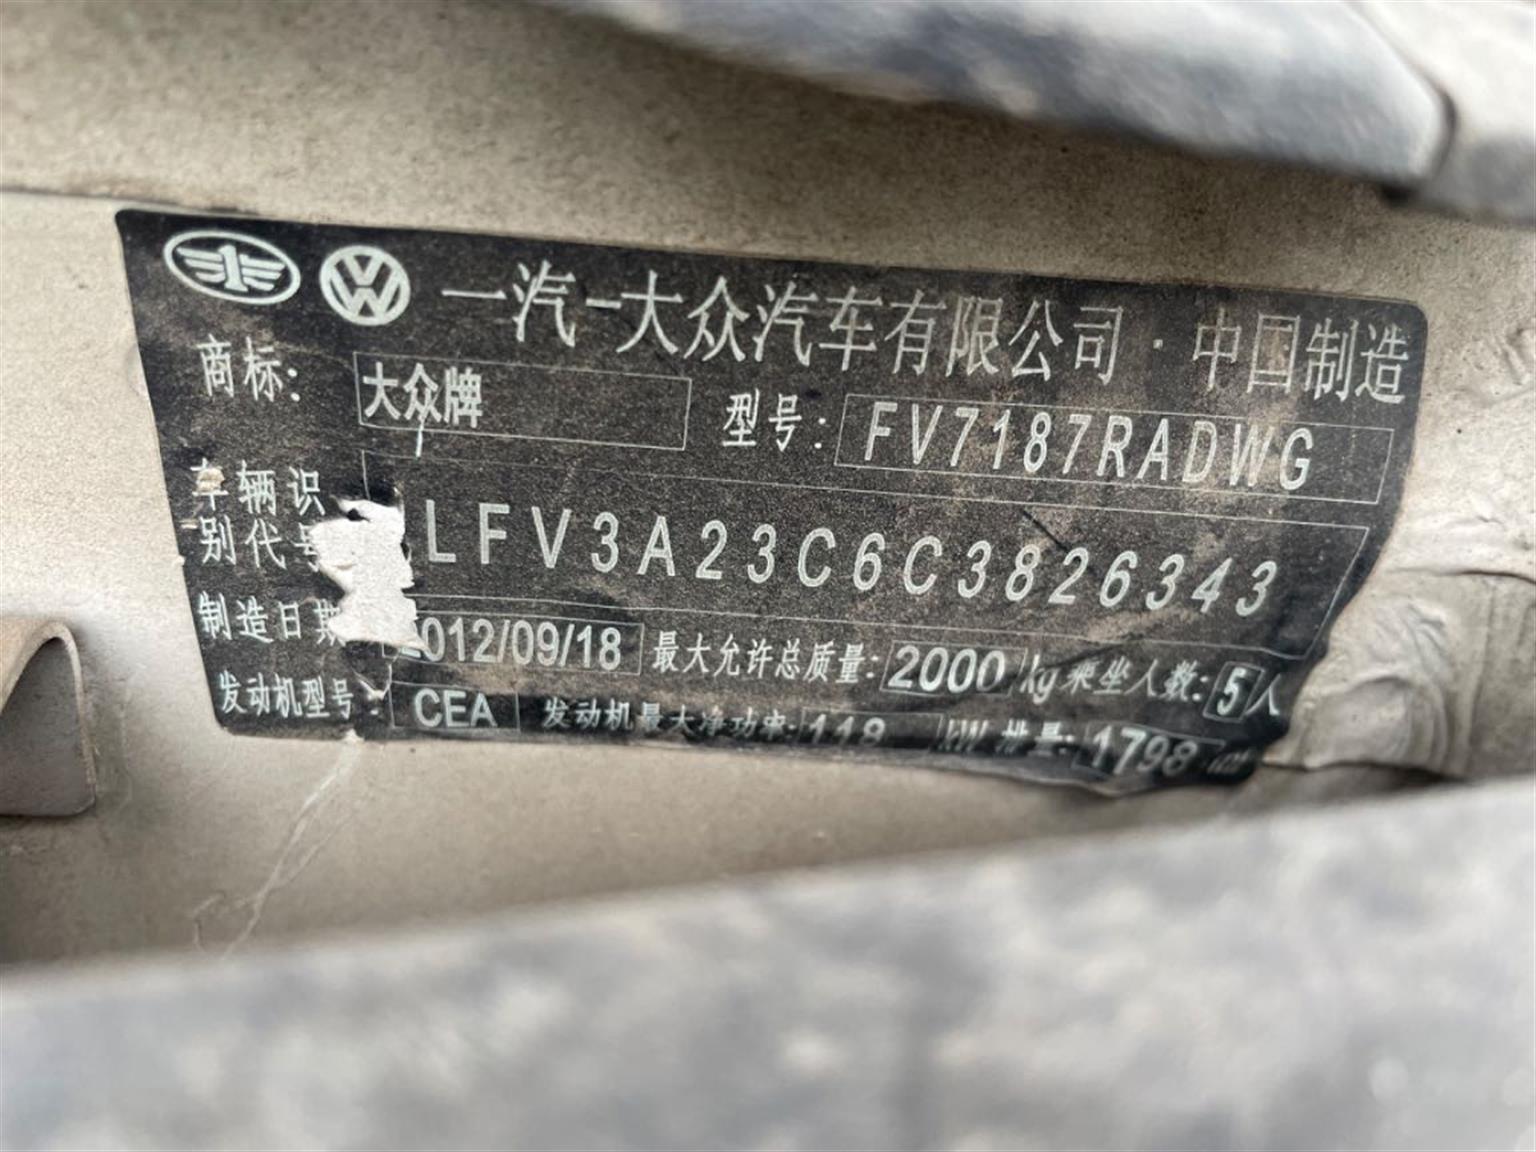 一汽-大众汽车有限公司·中国制造
商标: 大众牌 型号: FV7187RADWG
车辆识
别代号 LFV3A23C6C3826343
制造日期 2012/09/18 最大允许总质量: 2000 kg 乘坐人数: 5 人
发动机型号: CEA 发动机最大净功率: 118 kW 排量: 1798